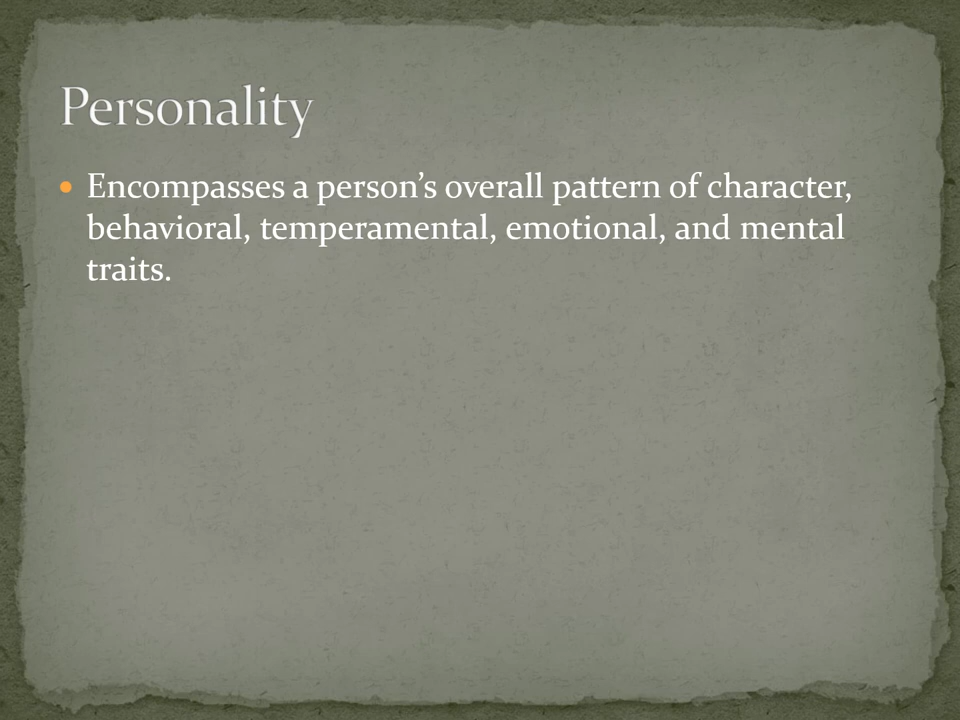 Personality
• Encompasses a person’s overall pattern of character,
behavioral, temperamental, emotional, and mental
traits.